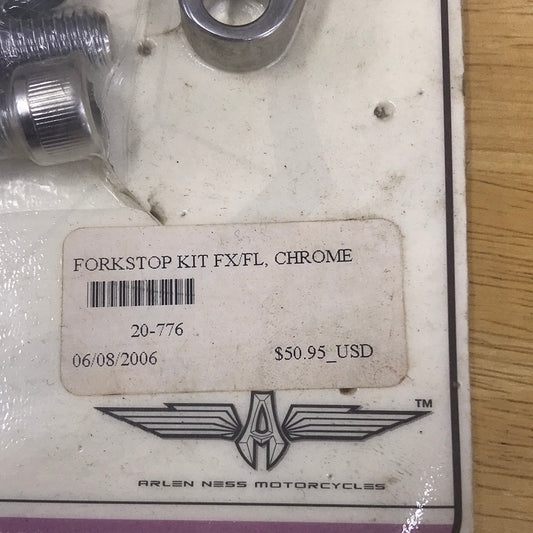 FORKSTOP KIT FX/FL, CHROME
20-776
06/08/2006 $50.95_USD
TM
ARLEN NESS MOTORCYCLES